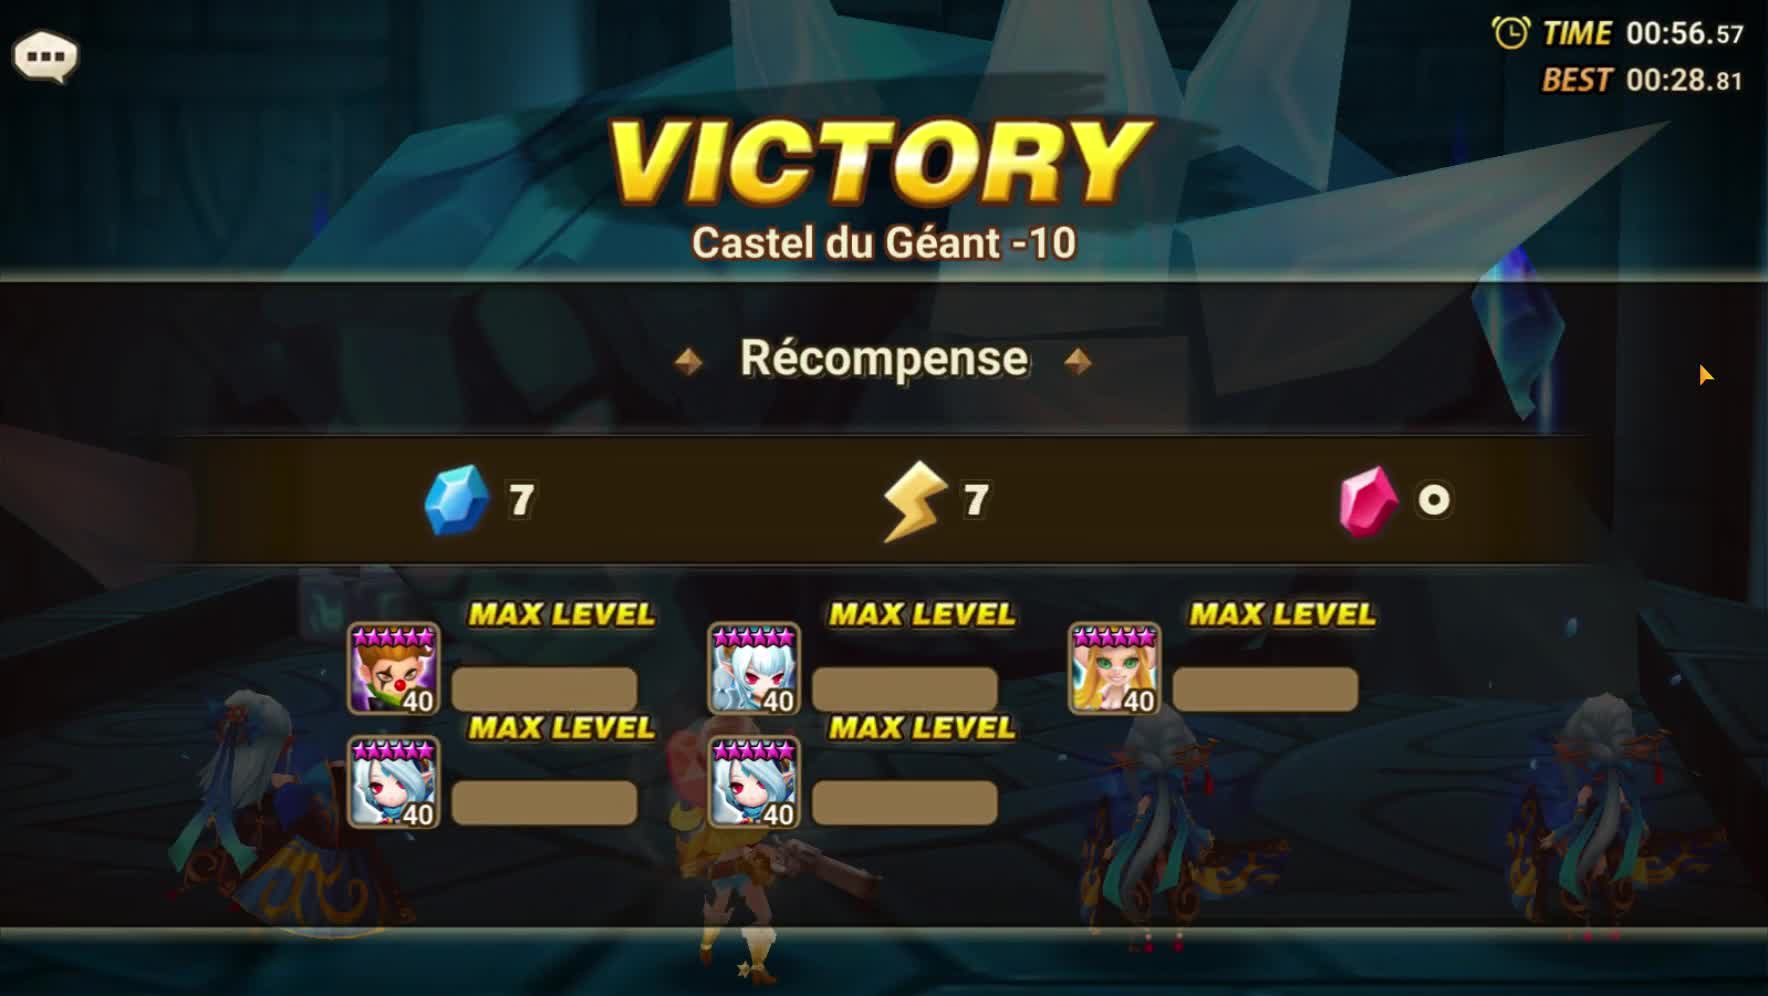 TIME 00:56.57
BEST 00:28.81
VICTORY
Castel du Géant -10
Récompense
7 7 0
MAX LEVEL MAX LEVEL MAX LEVEL
40 40 40
MAX LEVEL MAX LEVEL
40 40